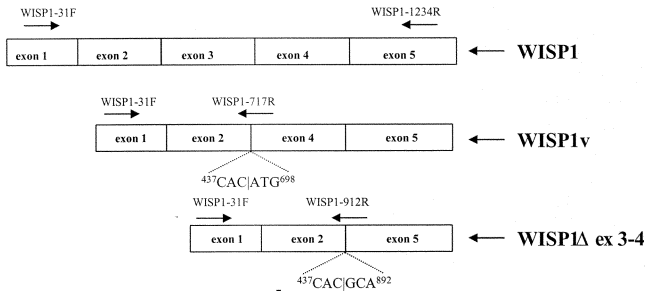 WISP1-31F WISP1-1234R
exon 1 exon 2 exon 3 exon 4 exon 5 WISP1
WISP1-31F WISP1-717R
exon 1 exon 2 exon 4 exon 5 WISP1v
437CAC|ATG698
WISP1-31F WISP1-912R
exon 1 exon 2 exon 5 WISP1Δ ex 3-4
437CAC|GCA892